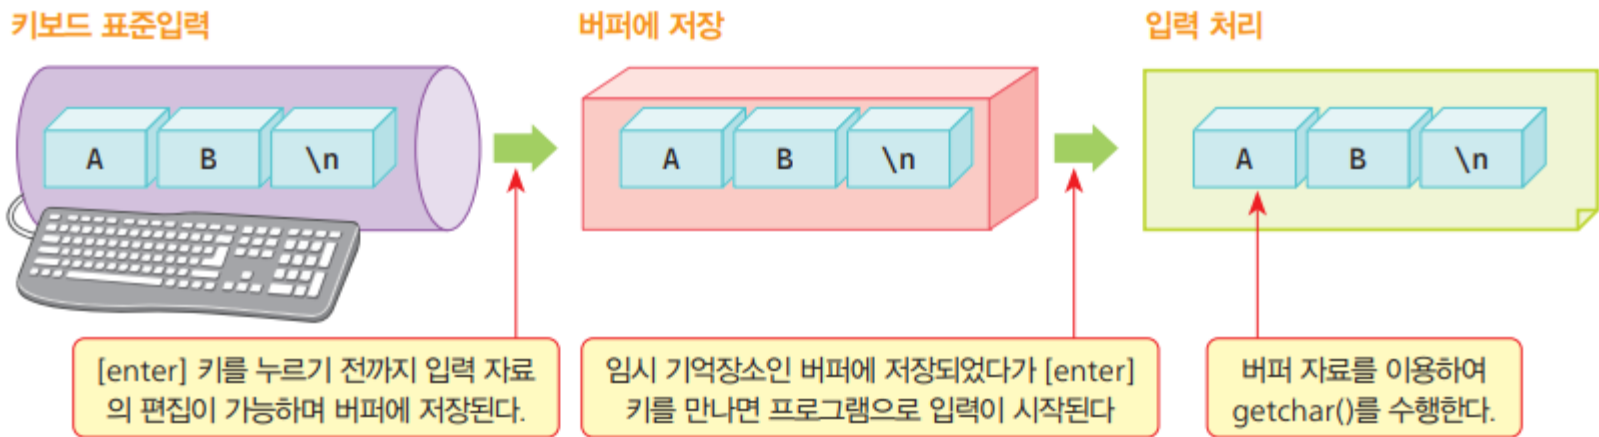 키보드 표준입력
버퍼에 저장
입력 처리
A B \n
A B \n
A B \n
[enter] 키를 누르기 전까지 입력 자료
의 편집이 가능하며 버퍼에 저장된다.
임시 기억장소인 버퍼에 저장되었다가 [enter]
키를 만나면 프로그램으로 입력이 시작된다
버퍼 자료를 이용하여
getchar()를 수행한다.